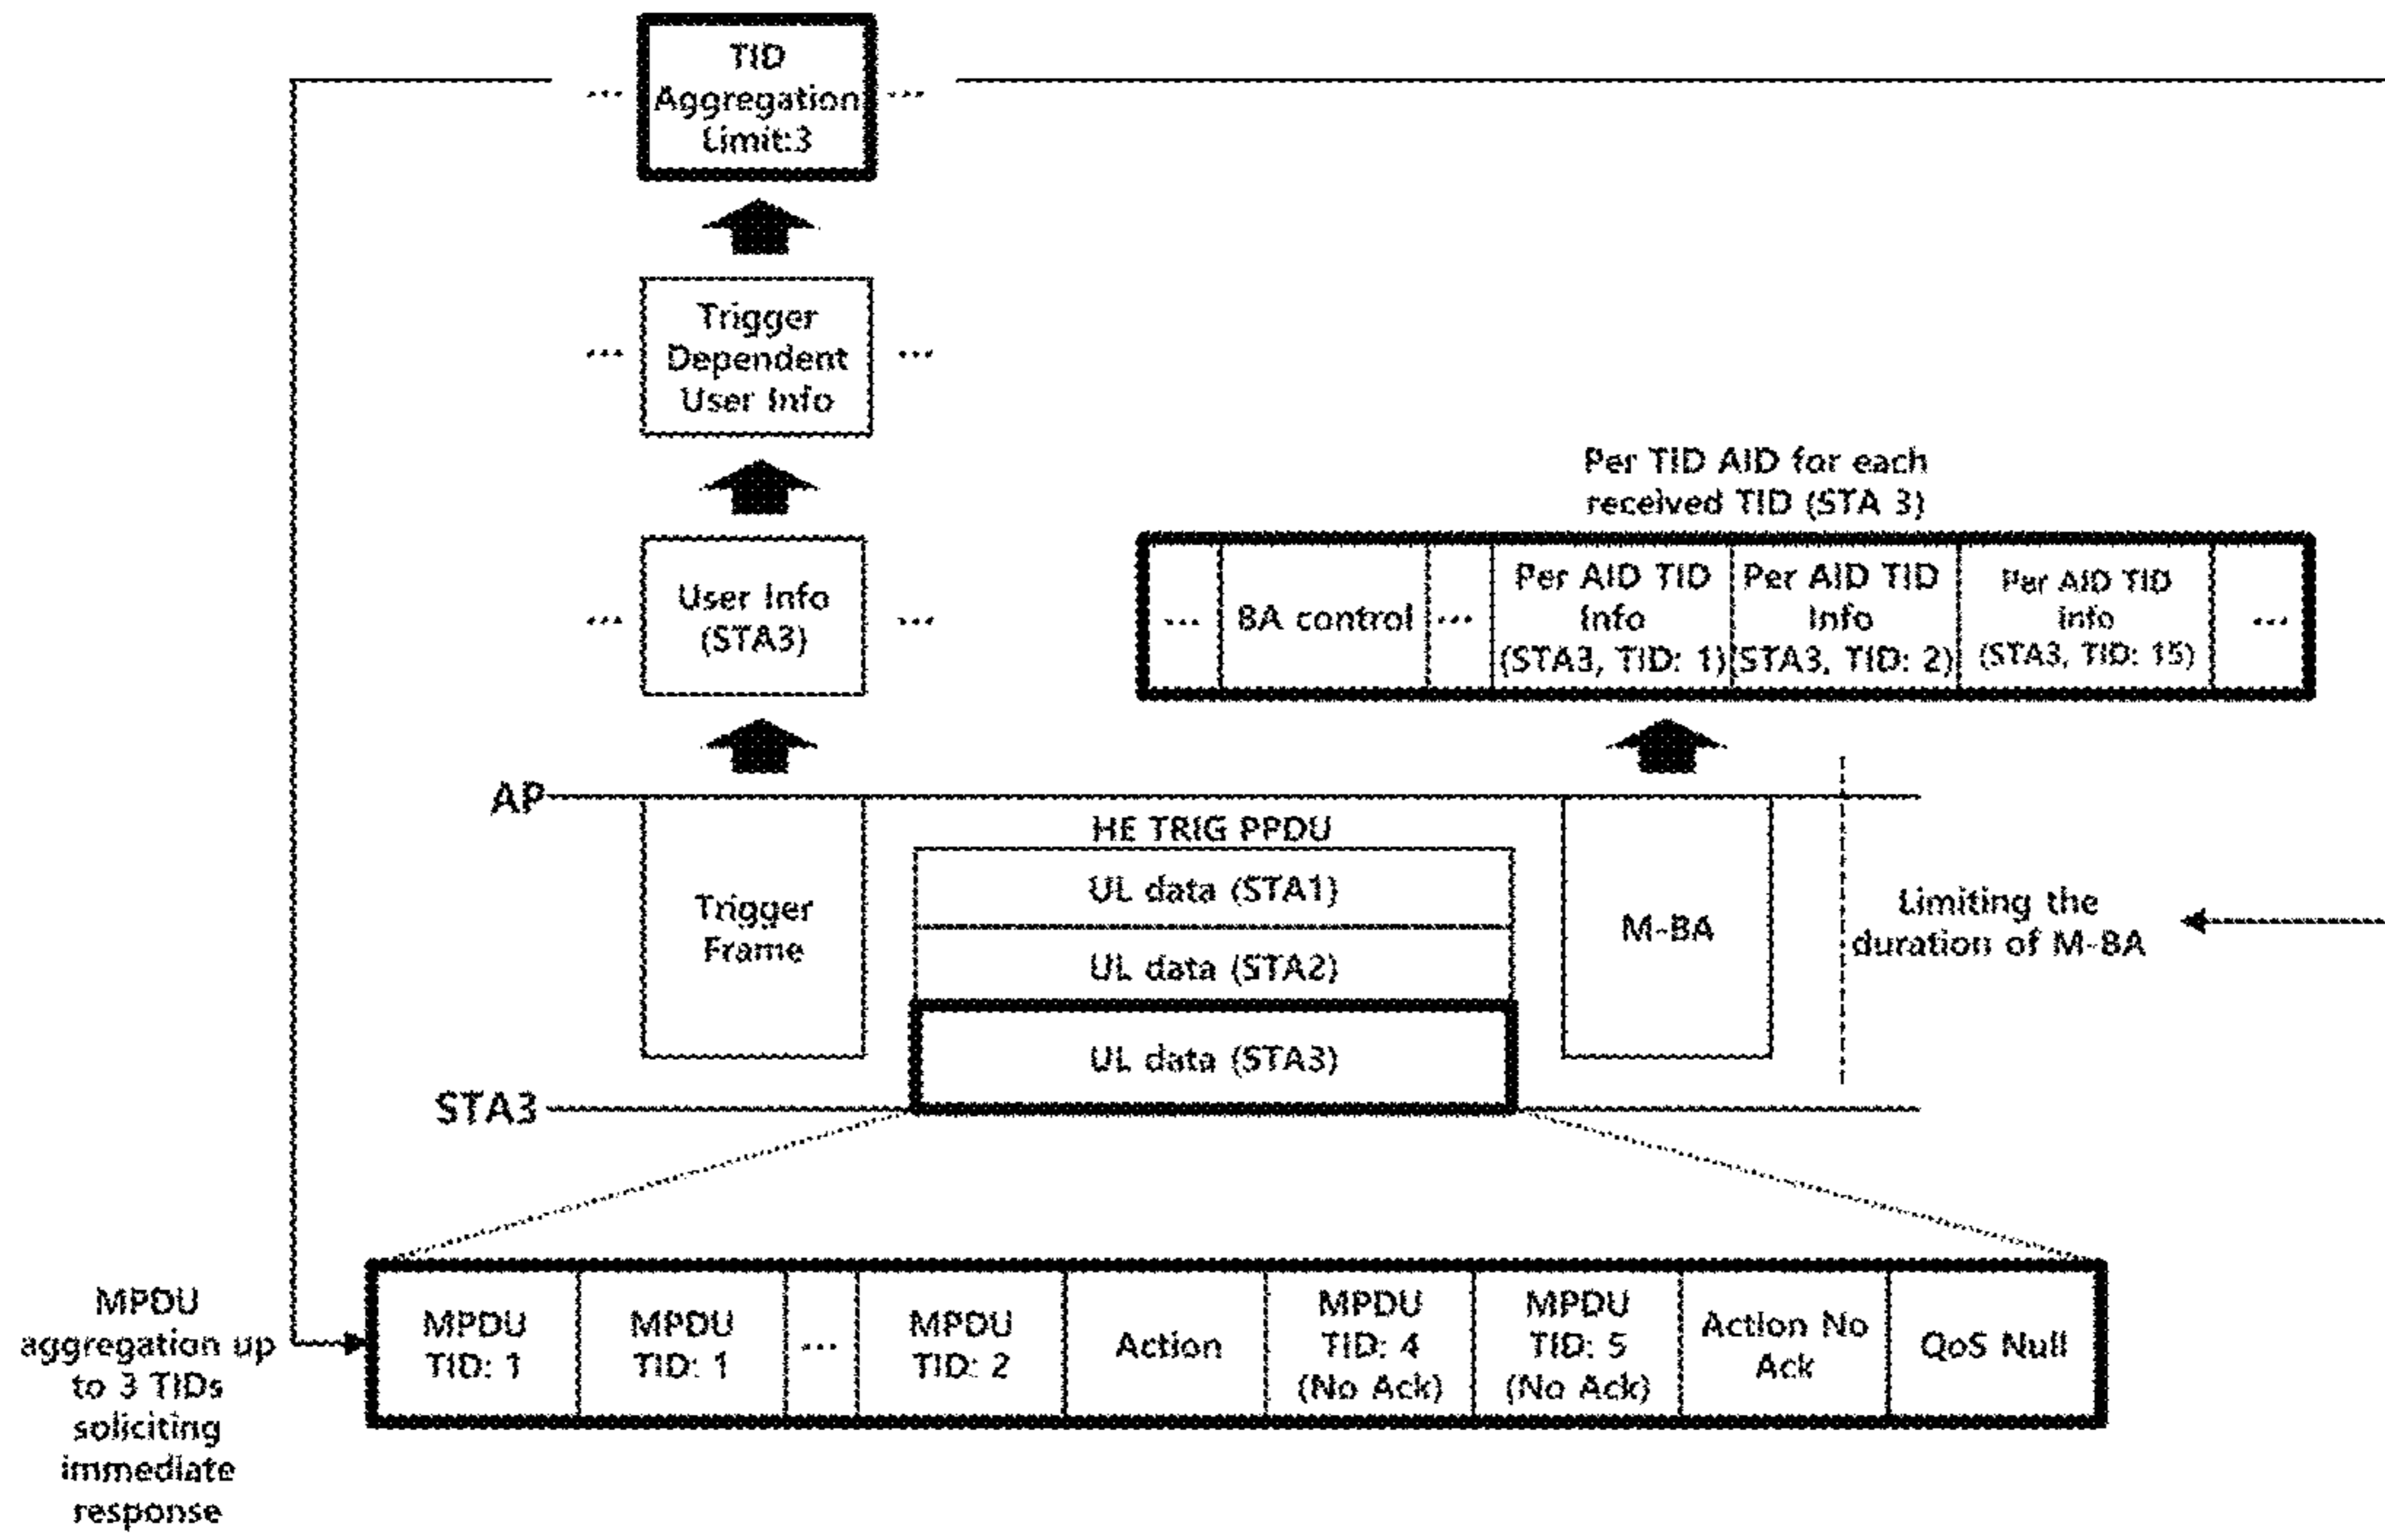 TID
Aggregation
Limit:3
...
...
Trigger
Dependent
User Info
...
...
Per TID AID for each
received TID (STA 3)
User Info
(STA3)
...
...
...
BA control
...
Per AID TID
Info
(STA3, TID: 1)
Per AID TID
Info
(STA3, TID: 2)
Per AID TID
Info
(STA3, TID: 15)
...
AP
HE TRIG PPDU
Trigger
Frame
UL data (STA1)
UL data (STA2)
UL data (STA3)
M-BA
Limiting the
duration of M-BA
STA3
MPDU
aggregation up
to 3 TIDs
soliciting
immediate
response
MPDU
TID: 1
MPDU
TID: 1
...
MPDU
TID: 2
Action
MPDU
TID: 4
(No Ack)
MPDU
TID: 5
(No Ack)
Action No
Ack
QoS Null